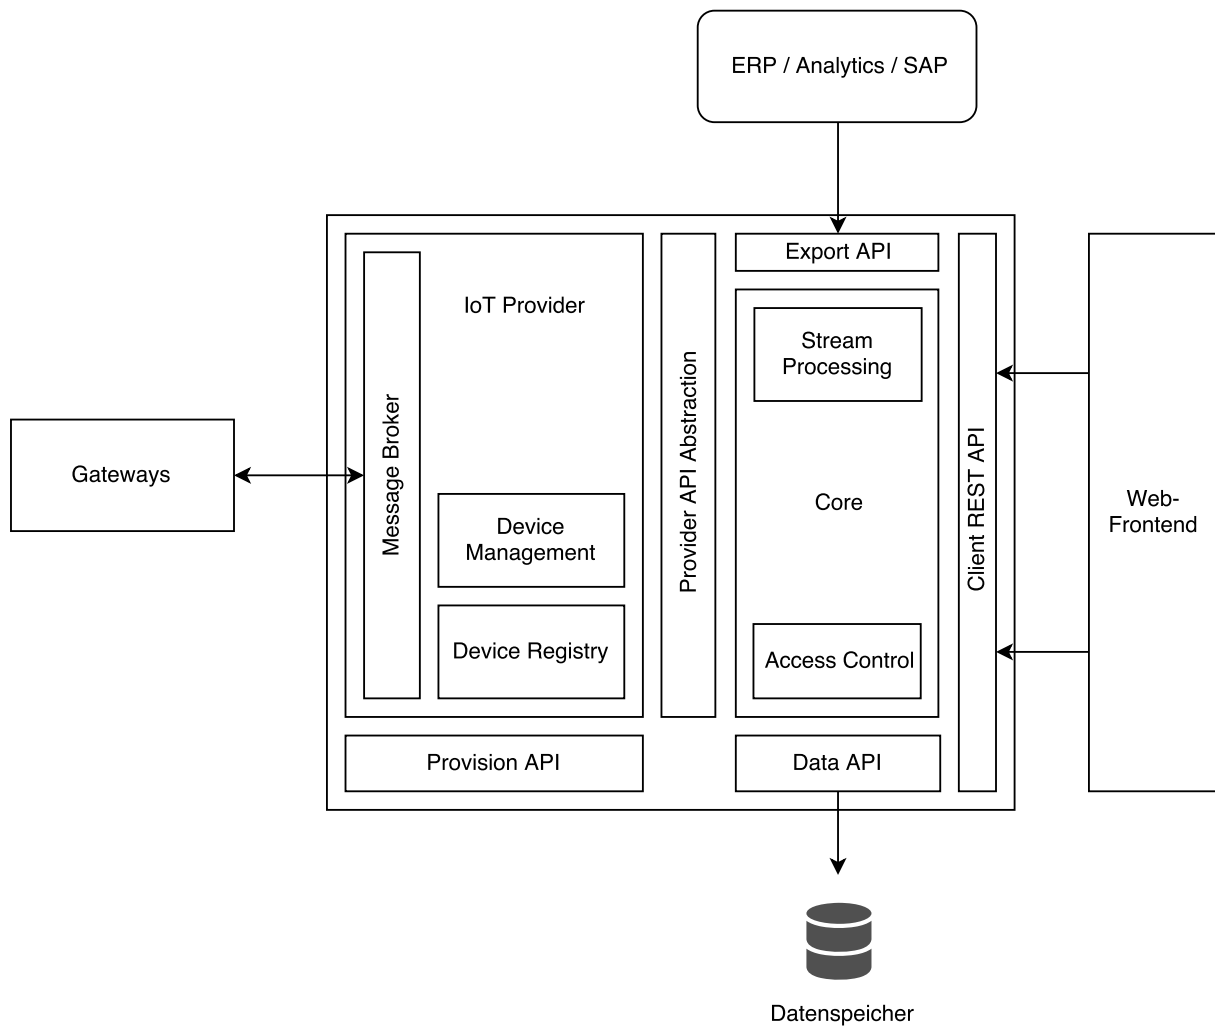 ERP / Analytics / SAP
Export API
IoT Provider
Stream
Processing
Message Broker
Provider API Abstraction
Client REST API
Gateways
Core
Web-
Frontend
Device
Management
Device Registry
Access Control
Provision API
Data API
Datenspeicher